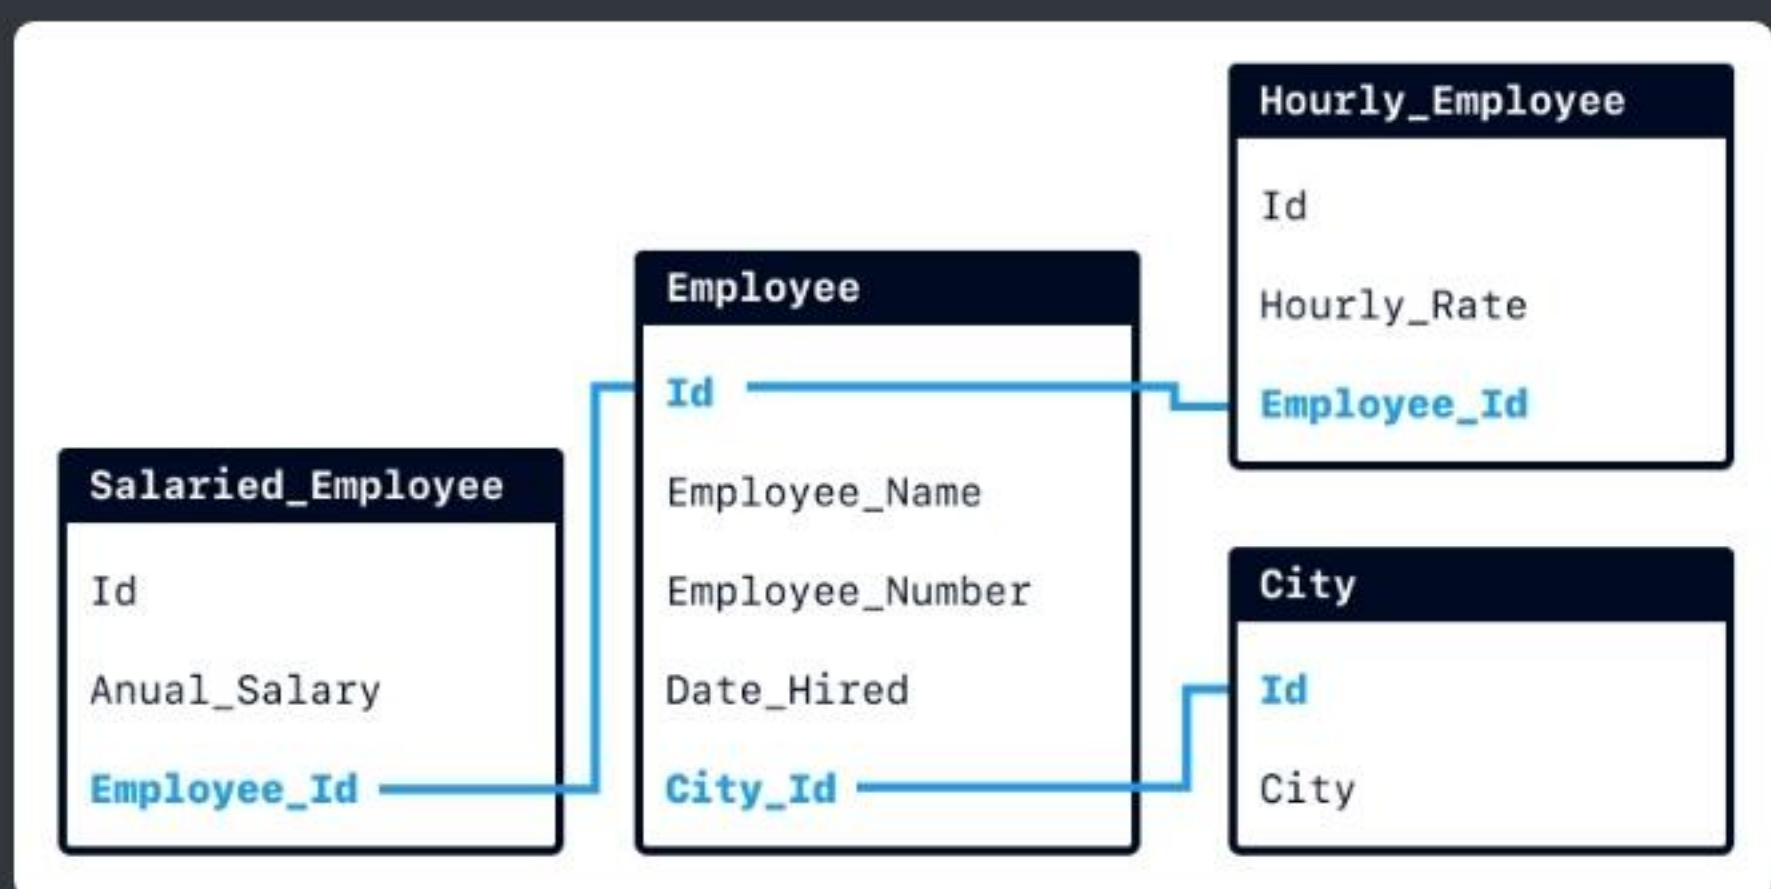 Salaried_Employee
Id
Anual_Salary
Employee_Id
Employee
Id
Employee_Name
Employee_Number
Date_Hired
City_Id
Hourly_Employee
Id
Hourly_Rate
Employee_Id
City
Id
City